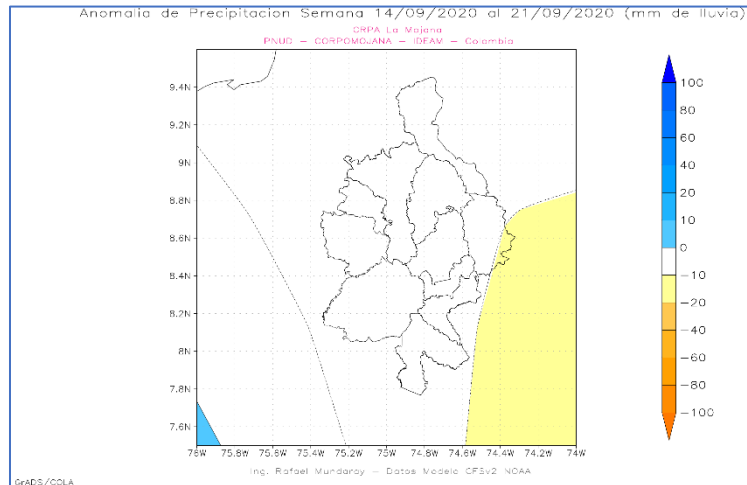 Anomalia de Precipitacion Semana 14/09/2020 al 21/09/2020 (mm de lluvia)
CRPA La Mojana
PNUD – CORPOMOJANA – IDEAM – Colombia
9.4N
9.2N
9N
8.8N
8.6N
8.4N
8.2N
8N
7.8N
7.6N
76W 75.8W 75.6W 75.4W 75.2W 75W 74.8W 74.6W 74.4W 74.2W 74W
100
80
60
40
20
10
0
−10
−20
−40
−60
−80
−100
Ing. Rafael Mundaray – Datos Modelo CFSv2 NOAA
GrADS/COLA